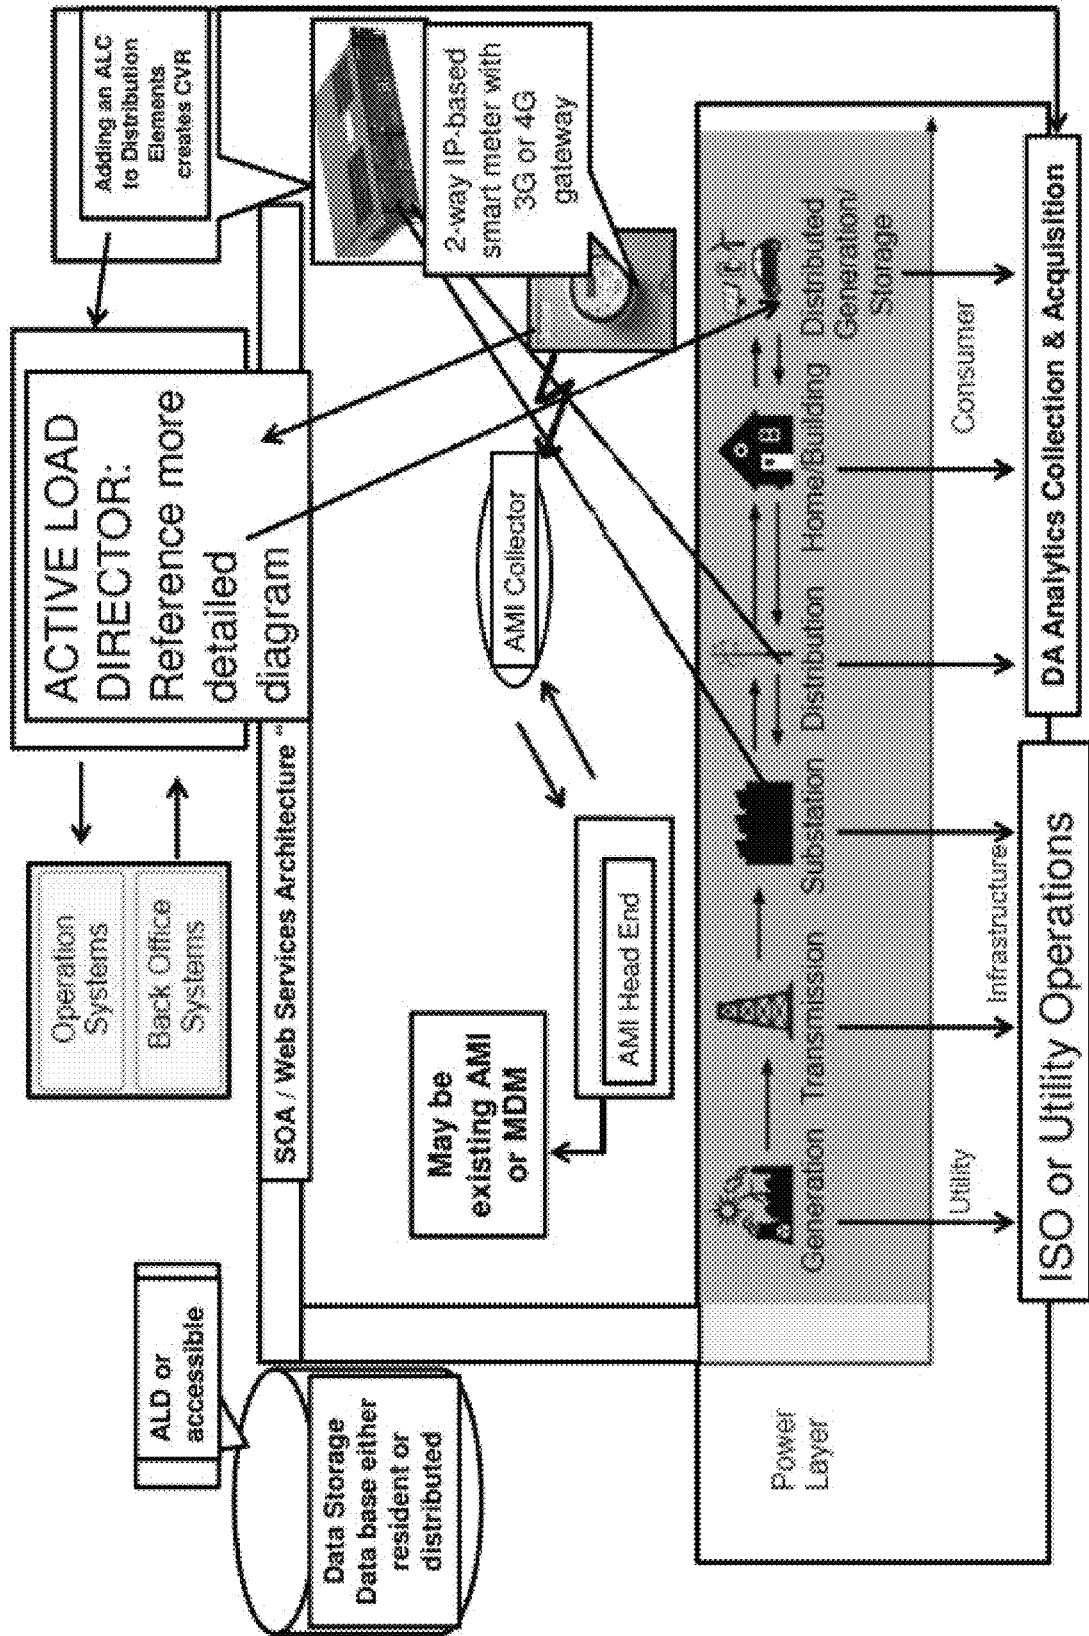 ALD or
accessible
Data Storage
Data base either
resident or
distributed
Operation
Systems
Back Office
Systems
ACTIVE LOAD
DIRECTOR:
Reference more
detailed
diagram
Adding an ALC
to Distribution
Elements
creates CVR
SOA / Web Services Architecture "
May be
existing AMI
or MDM
AMI Head End
AMI Collector
2-way IP-based
smart meter with
3G or 4G
gateway
Power
Layer
Generation Transmission Substation Distribution Home Building Distributed
Generation/
Storage
Utility
Infrastructure
Consumer
ISO or Utility Operations
DA Analytics Collection & Acquisition